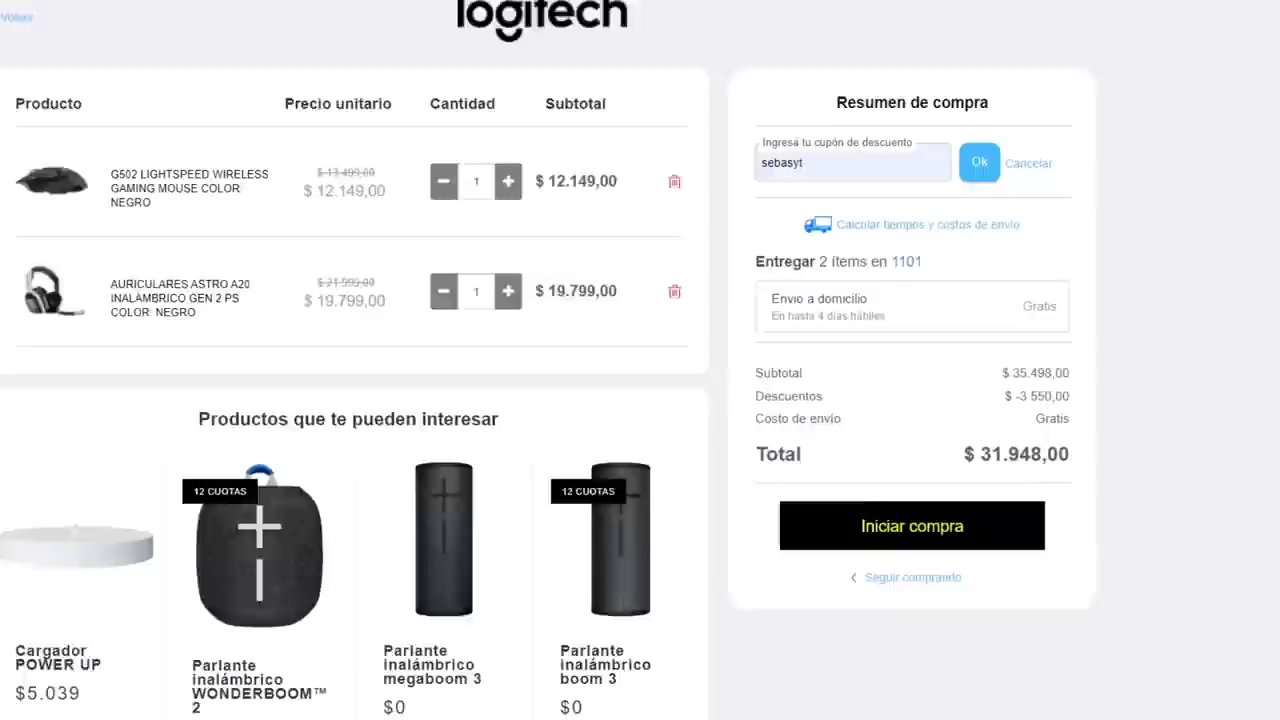 Volver
logitech
Producto
Precio unitario
Cantidad
Subtotal
G502 LIGHTSPEED WIRELESS
GAMING MOUSE COLOR
NEGRO
$ 13.499,00
$ 12.149,00
1
$ 12.149,00
AURICULARES ASTRO A20
INALÁMBRICO GEN 2 PS
COLOR: NEGRO
$ 21.999,00
$ 19.799,00
1
$ 19.799,00
Productos que te pueden interesar
Cargador
POWER UP
$5.039
12 CUOTAS
Parlante
inalámbrico
WONDERBOOM™
2
Parlante
inalámbrico
megaboom 3
$0
12 CUOTAS
Parlante
inalámbrico
boom 3
$0
Resumen de compra
Ingresá tu cupón de descuento
sebasyt
Ok
Cancelar
Calcular tiempos y costos de envío
Entregar 2 ítems en 1101
Envío a domicilio
En hasta 4 días hábiles
Gratis
Subtotal
$ 35.498,00
Descuentos
$ -3 550,00
Costo de envío
Gratis
Total
$ 31.948,00
Iniciar compra
Seguir comprando